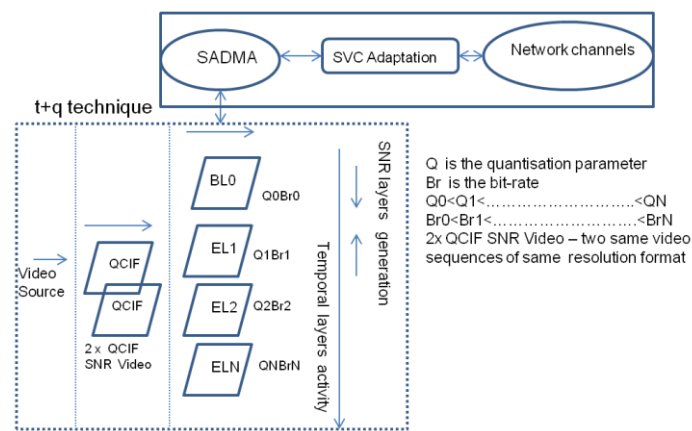 SADMA
SVC Adaptation
Network channels
t+q technique
Video
Source
QCIF
QCIF
2 x QCIF
SNR Video
BL0
Q0Br0
EL1
Q1Br1
EL2
Q2Br2
ELN
QNBrN
Temporal layers activity
SNR layers
generation
Q is the quantisation parameter
Br is the bit-rate
Q0<Q1<...........................<QN
Br0<Br1<.............................<BrN
2x QCIF SNR Video – two same video
sequences of same resolution format